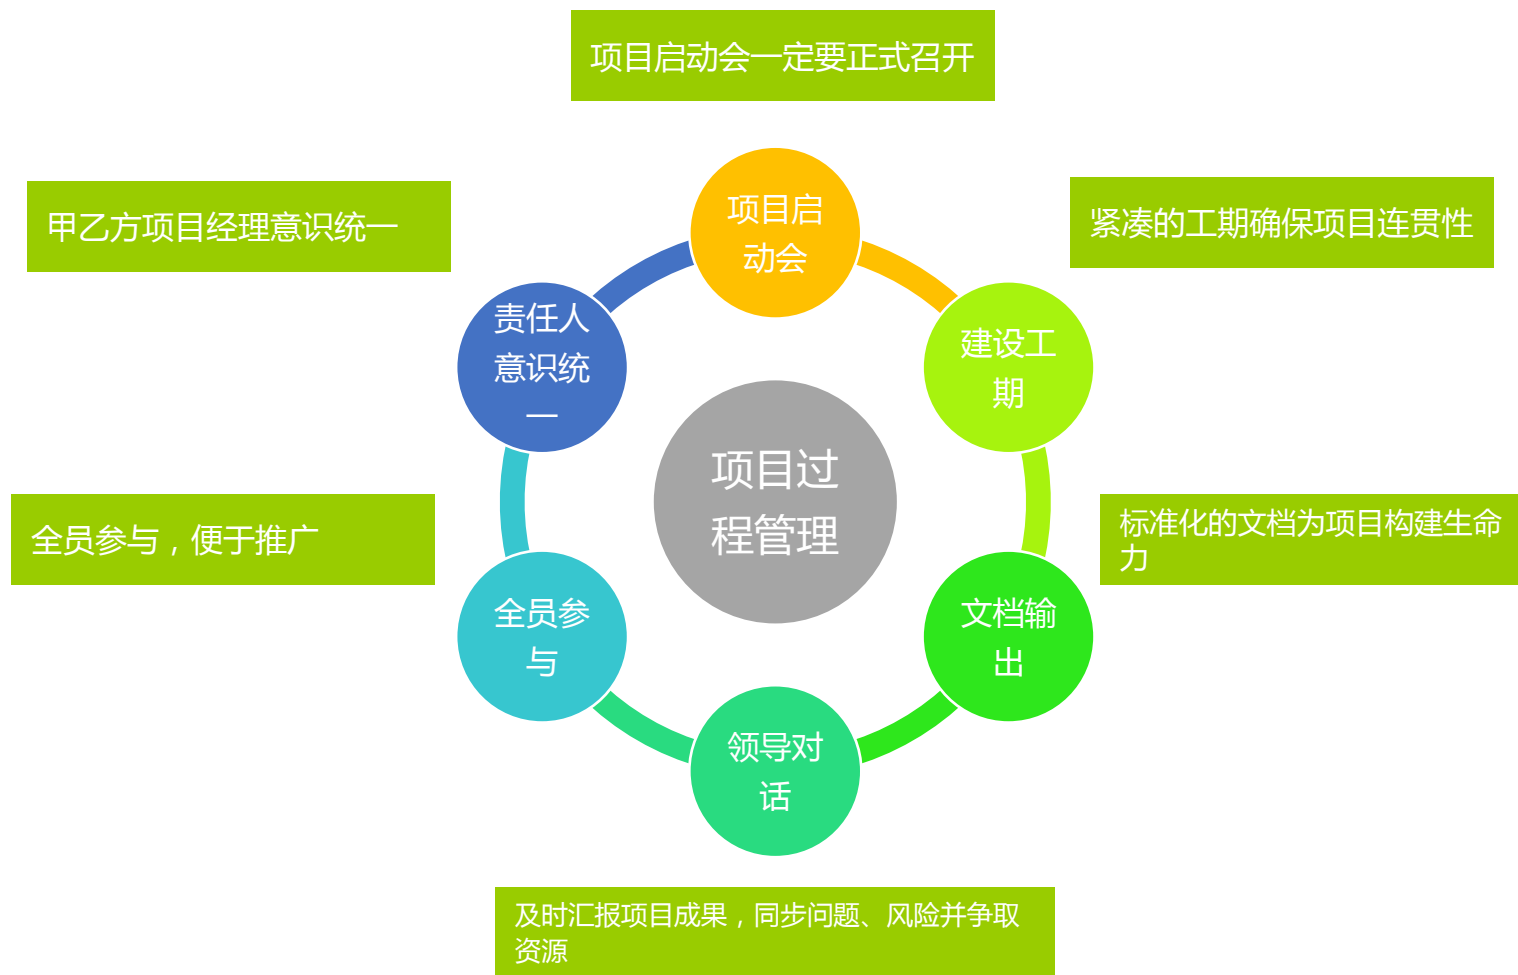 项目启动会一定要正式召开
甲乙方项目经理意识统一
紧凑的工期确保项目连贯性
项目启
动会
责任人
意识统
一
建设工
期
项目过
程管理
全员参与，便于推广
标准化的文档为项目构建生命
力
全员参
与
文档输
出
领导对
话
及时汇报项目成果，同步问题、风险并争取
资源